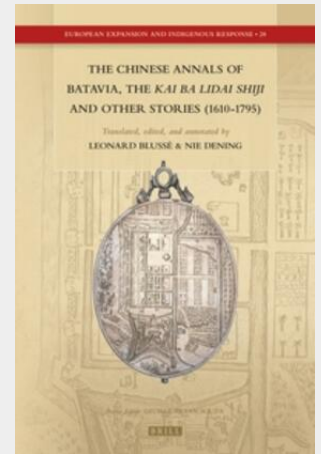 EUROPEAN EXPANSION AND INDIGENOUS RESPONSE • 28
THE CHINESE ANNALS OF
BATAVIA, THE KAI BA LIDAI SHIJI
AND OTHER STORIES (1610-1795)
Translated, edited, and annotated by
LEONARD BLUSSÉ & NIE DENING
BRILL